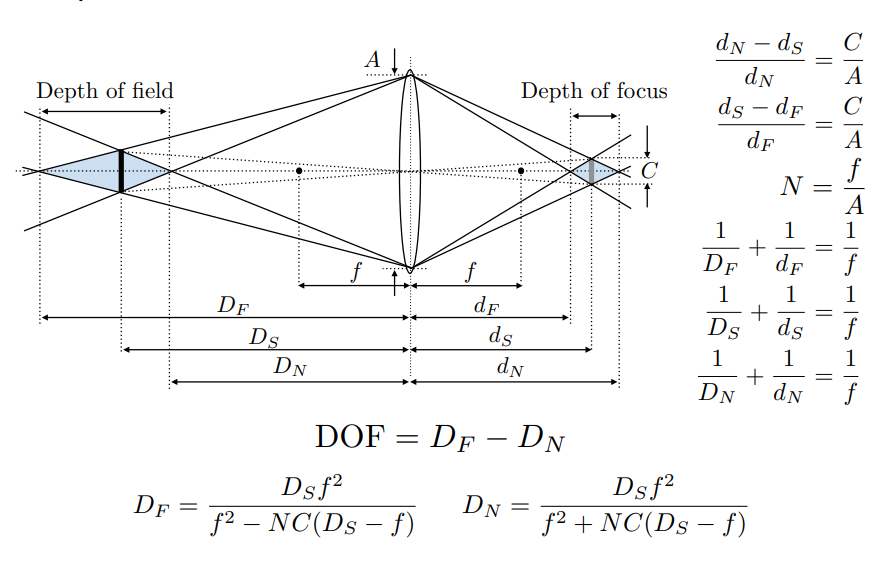 A
Depth of field
Depth of focus
C
f f
D_F d_F
D_S d_S
D_N d_N
\frac{d_N - d_S}{d_N} = \frac{C}{A}
\frac{d_S - d_F}{d_F} = \frac{C}{A}
N = \frac{f}{A}
\frac{1}{D_F} + \frac{1}{d_F} = \frac{1}{f}
\frac{1}{D_S} + \frac{1}{d_S} = \frac{1}{f}
\frac{1}{D_N} + \frac{1}{d_N} = \frac{1}{f}
DOF = D_F - D_N
D_F = \frac{D_S f^2}{f^2 - NC(D_S - f)} D_N = \frac{D_S f^2}{f^2 + NC(D_S - f)}